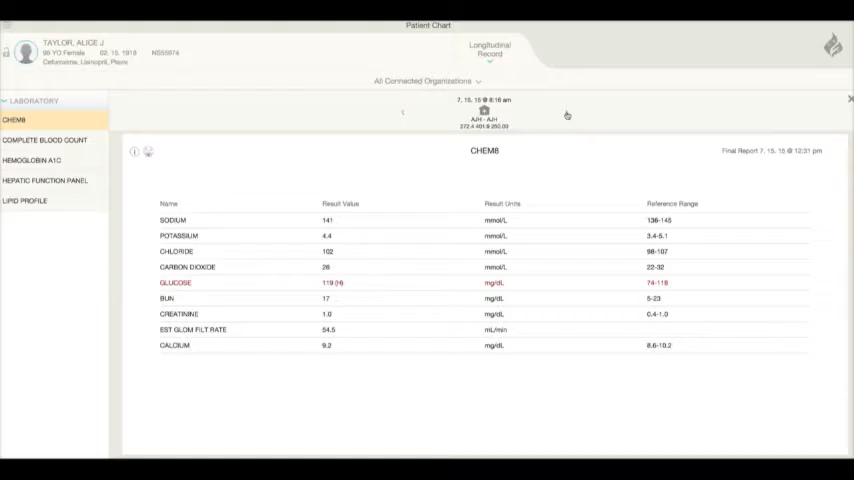 Patient Chart
TAYLOR, ALICE J
96 YO Female 02. 15. 1918 NS55974
Cefuroxime, Lisinopril, Plavix
Longitudinal
Record
All Connected Organizations
LABORATORY
7. 15. 15 @ 8:16 am
CHEM8
AJH - AJH
272.4 401.9 250.00
COMPLETE BLOOD COUNT
HEMOGLOBIN A1C
HEPATIC FUNCTION PANEL
LIPID PROFILE
CHEM8
Final Report 7. 15. 15 @ 12:31 pm
Name Result Value Result Units Reference Range
SODIUM 141 mmol/L 136-145
POTASSIUM 4.4 mmol/L 3.4-5.1
CHLORIDE 102 mmol/L 98-107
CARBON DIOXIDE 26 mmol/L 22-32
GLUCOSE 119 (H) mg/dL 74-118
BUN 17 mg/dL 5-23
CREATININE 1.0 mg/dL 0.4-1.0
EST GLOM FILT RATE 54.5 mL/min
CALCIUM 9.2 mg/dL 8.6-10.2